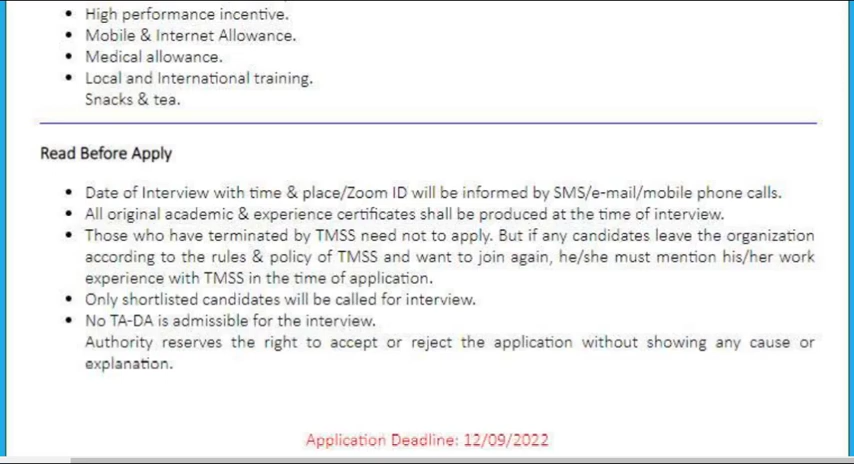 • High performance incentive.
• Mobile & Internet Allowance.
• Medical allowance.
• Local and International training.
Snacks & tea.
Read Before Apply
• Date of Interview with time & place/Zoom ID will be informed by SMS/e-mail/mobile phone calls.
• All original academic & experience certificates shall be produced at the time of interview.
• Those who have terminated by TMSS need not to apply. But if any candidates leave the organization
according to the rules & policy of TMSS and want to join again, he/she must mention his/her work
experience with TMSS in the time of application.
• Only shortlisted candidates will be called for interview.
• No TA-DA is admissible for the interview.
Authority reserves the right to accept or reject the application without showing any cause or
explanation.
Application Deadline: 12/09/2022